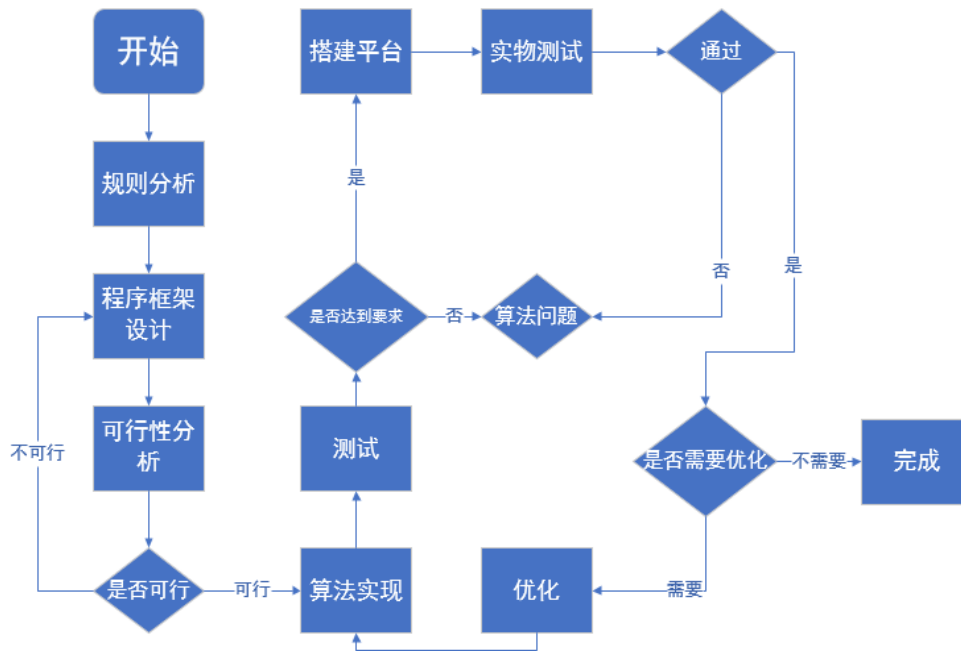 开始
规则分析
程序框架
设计
可行性分
析
是否可行
不可行
可行
算法实现
测试
是否达到要求
是
否
算法问题
搭建平台
实物测试
通过
否
是
是否需要优化
不需要
完成
需要
优化